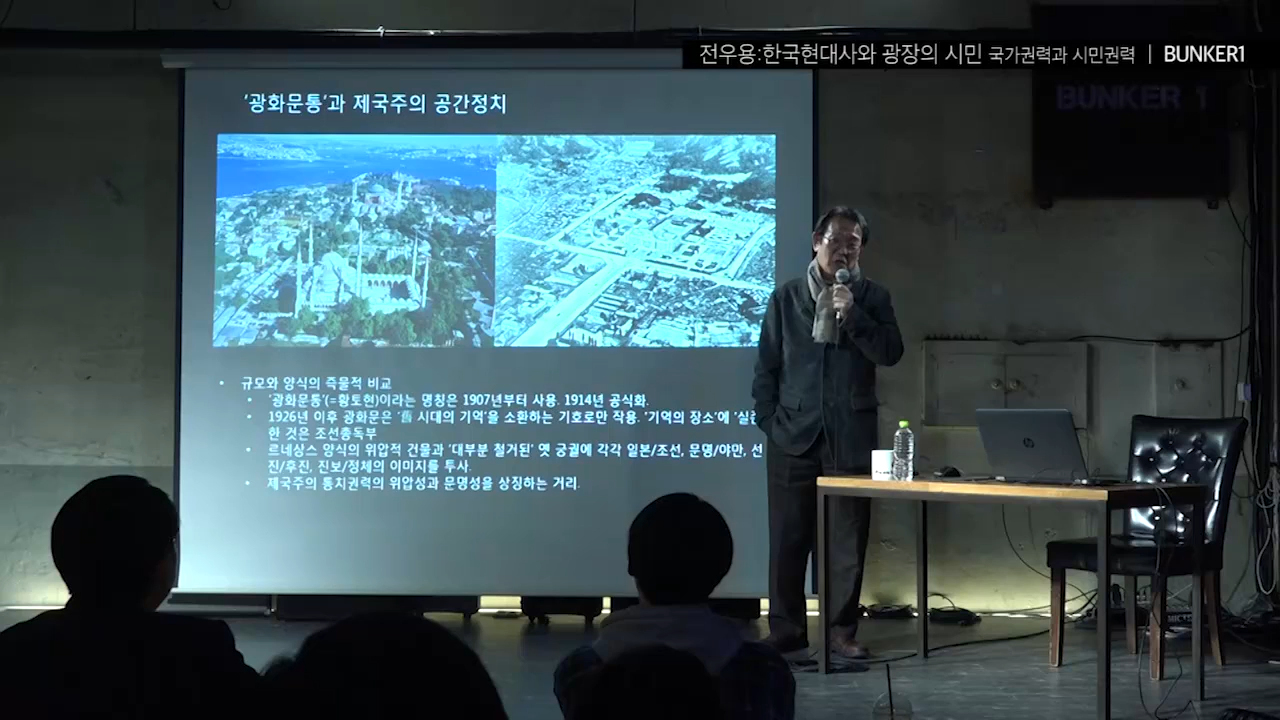 전우용:한국현대사와 광장의 시민 국가권력과 시민권력 | BUNKER1
BUNKER 1
'광화문통'과 제국주의 공간정치
• 규모와 양식의 즉물적 비교
• '광화문통'(=황토현)이라는 명칭은 1907년부터 사용. 1914년 공식화.
• 1926년 이후 광화문은 '舊 시대의 기억'을 소환하는 기호로만 작용. '기억의 장소'에
한 것은 조선총독부
• 르네상스 양식의 위압적 건물과 '대부분 철거된' 옛 궁궐에 각각 일본/조선, 문명/야만, 선
진/후진, 진보/정체의 이미지를 투사.
• 제국주의 통치권력의 위압성과 문명성을 상징하는 거리.
hp